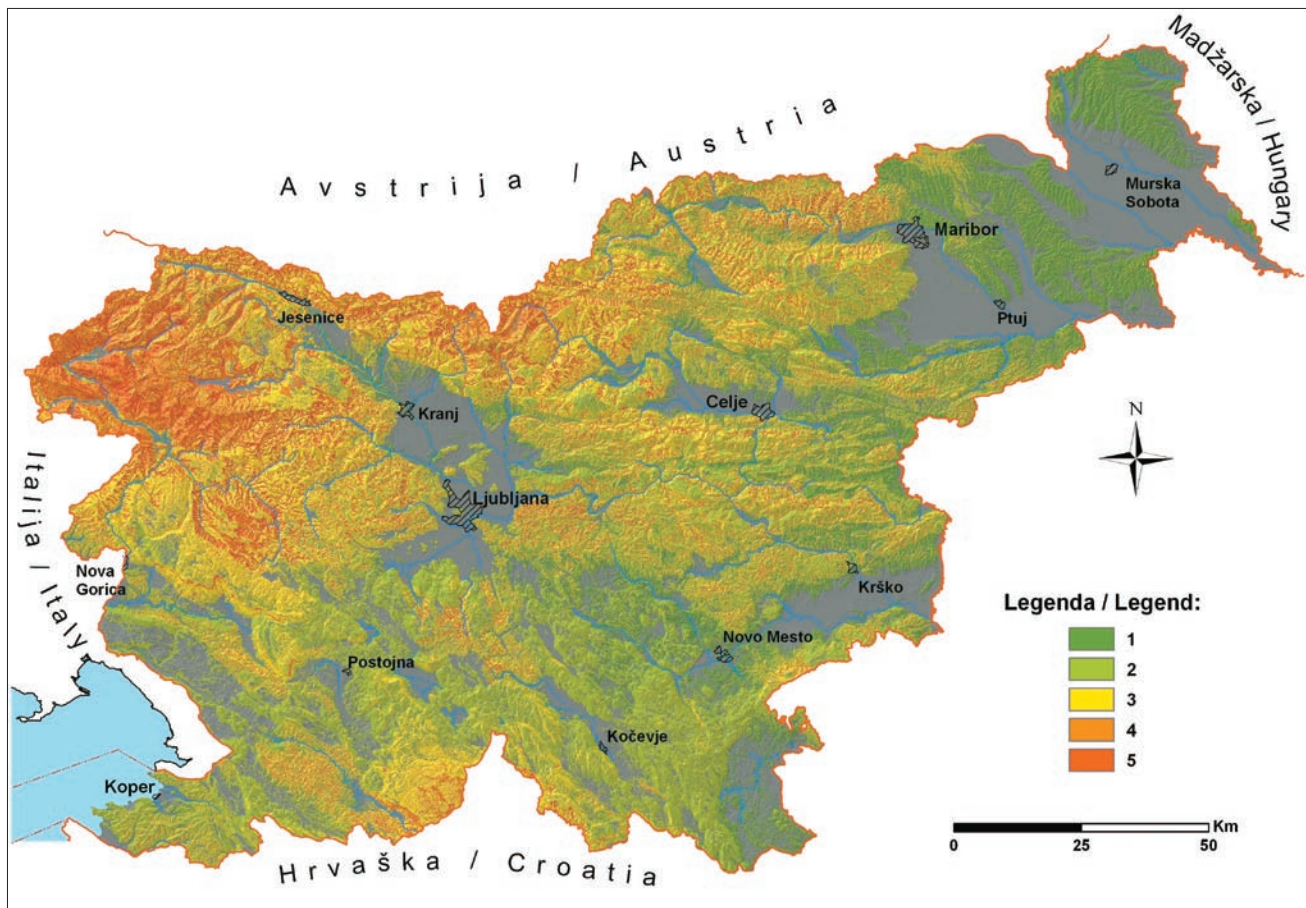 Madžarska / Hungary
Avstrija / Austria
Murska
Sobota
Maribor
Ptuj
Jesenice
Kranj
Celje
N
Italija / Italy
Ljubljana
Nova
Gorica
Krško
Legenda / Legend:
1
2
3
4
5
Novo Mesto
Postojna
Kočevje
Koper
Km
0
25
50
Hrvaška / Croatia